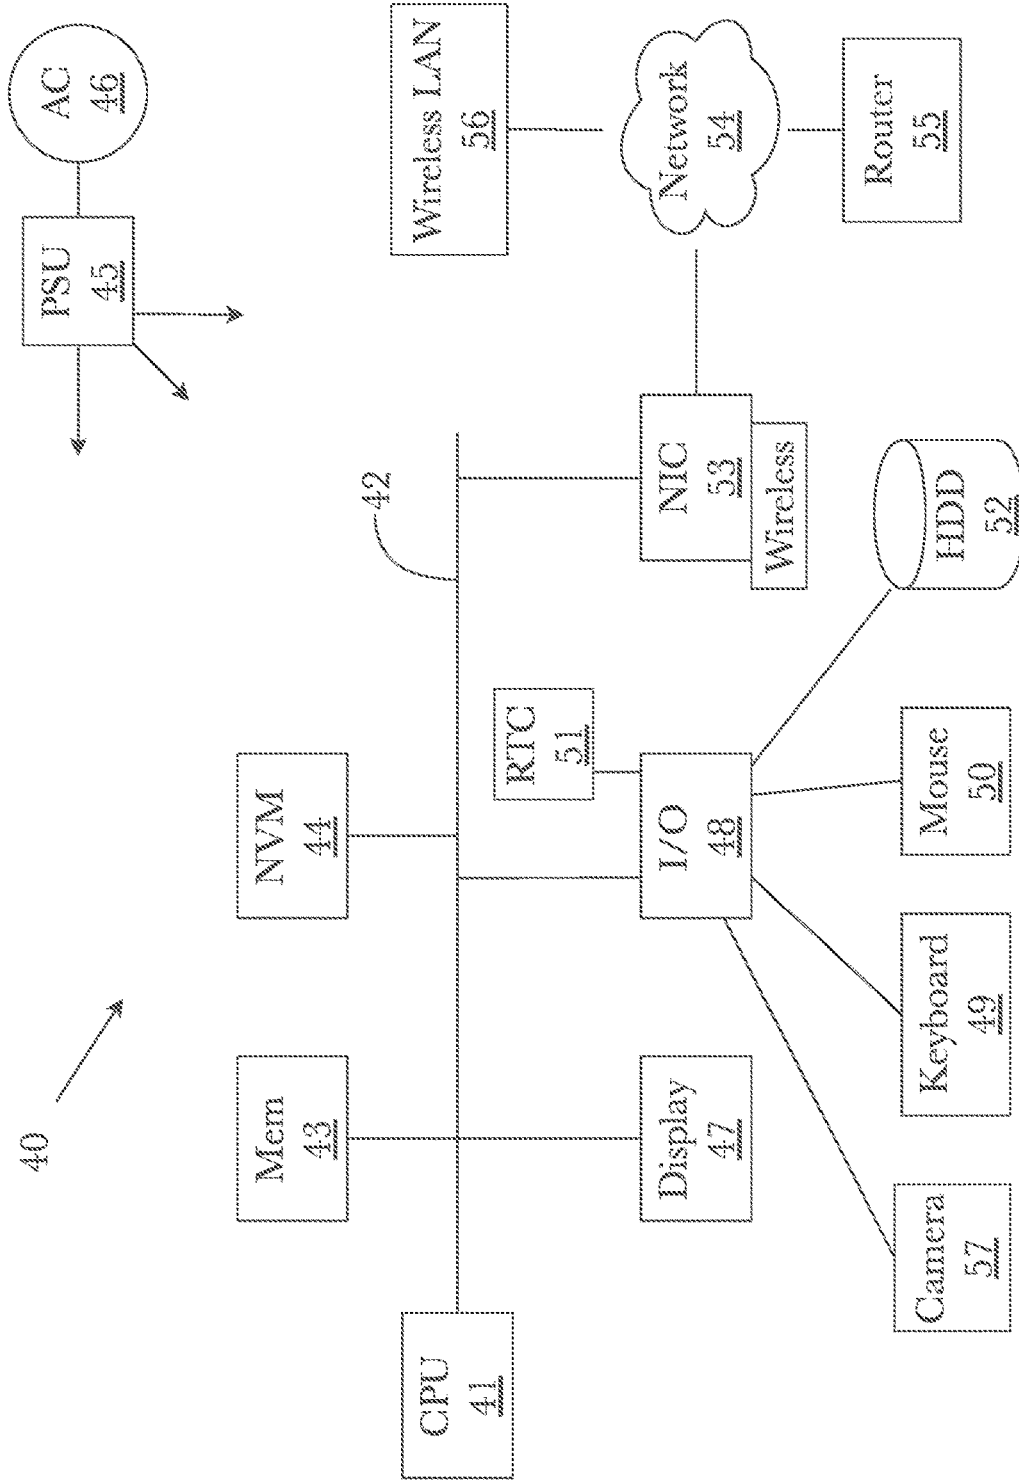 40
AC
46
PSU
45
Mem
43
NVM
44
42
CPU
41
Display
47
I/O
48
RTC
51
NIC
53
Wireless
Network
54
Wireless LAN
56
Router
55
Camera
57
Keyboard
49
Mouse
50
HDD
52